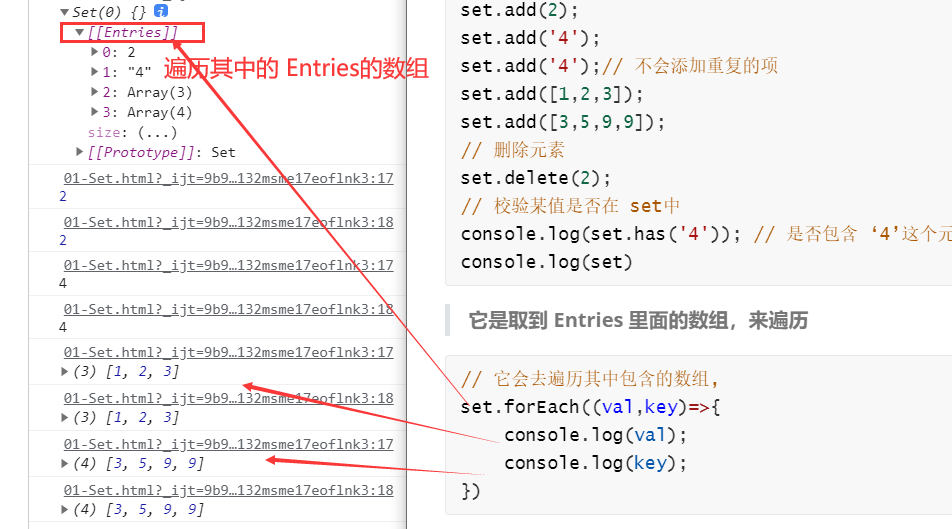 Set(0) {} i
[[Entries]]
0: 2
1: "4"
2: Array(3)
3: Array(4)
size: (...)
[[Prototype]]: Set
遍历其中的 Entries的数组
01-Set.html?_ijt=9b9…132msme17eoflnk3:17
2
01-Set.html?_ijt=9b9…132msme17eoflnk3:18
2
01-Set.html?_ijt=9b9…132msme17eoflnk3:17
4
01-Set.html?_ijt=9b9…132msme17eoflnk3:18
4
01-Set.html?_ijt=9b9…132msme17eoflnk3:17
(3) [1, 2, 3]
01-Set.html?_ijt=9b9…132msme17eoflnk3:18
(3) [1, 2, 3]
01-Set.html?_ijt=9b9…132msme17eoflnk3:17
(4) [3, 5, 9, 9]
01-Set.html?_ijt=9b9…132msme17eoflnk3:18
(4) [3, 5, 9, 9]
set.add(2);
set.add('4');
set.add('4');// 不会添加重复的项
set.add([1,2,3]);
set.add([3,5,9,9]);
// 删除元素
set.delete(2);
// 校验某值是否在 set中
console.log(set.has('4')); // 是否包含 ‘4’这个元
console.log(set)
它是取到 Entries 里面的数组，来遍历
// 它会去遍历其中包含的数组，
set.forEach((val,key)=>{
console.log(val);
console.log(key);
})